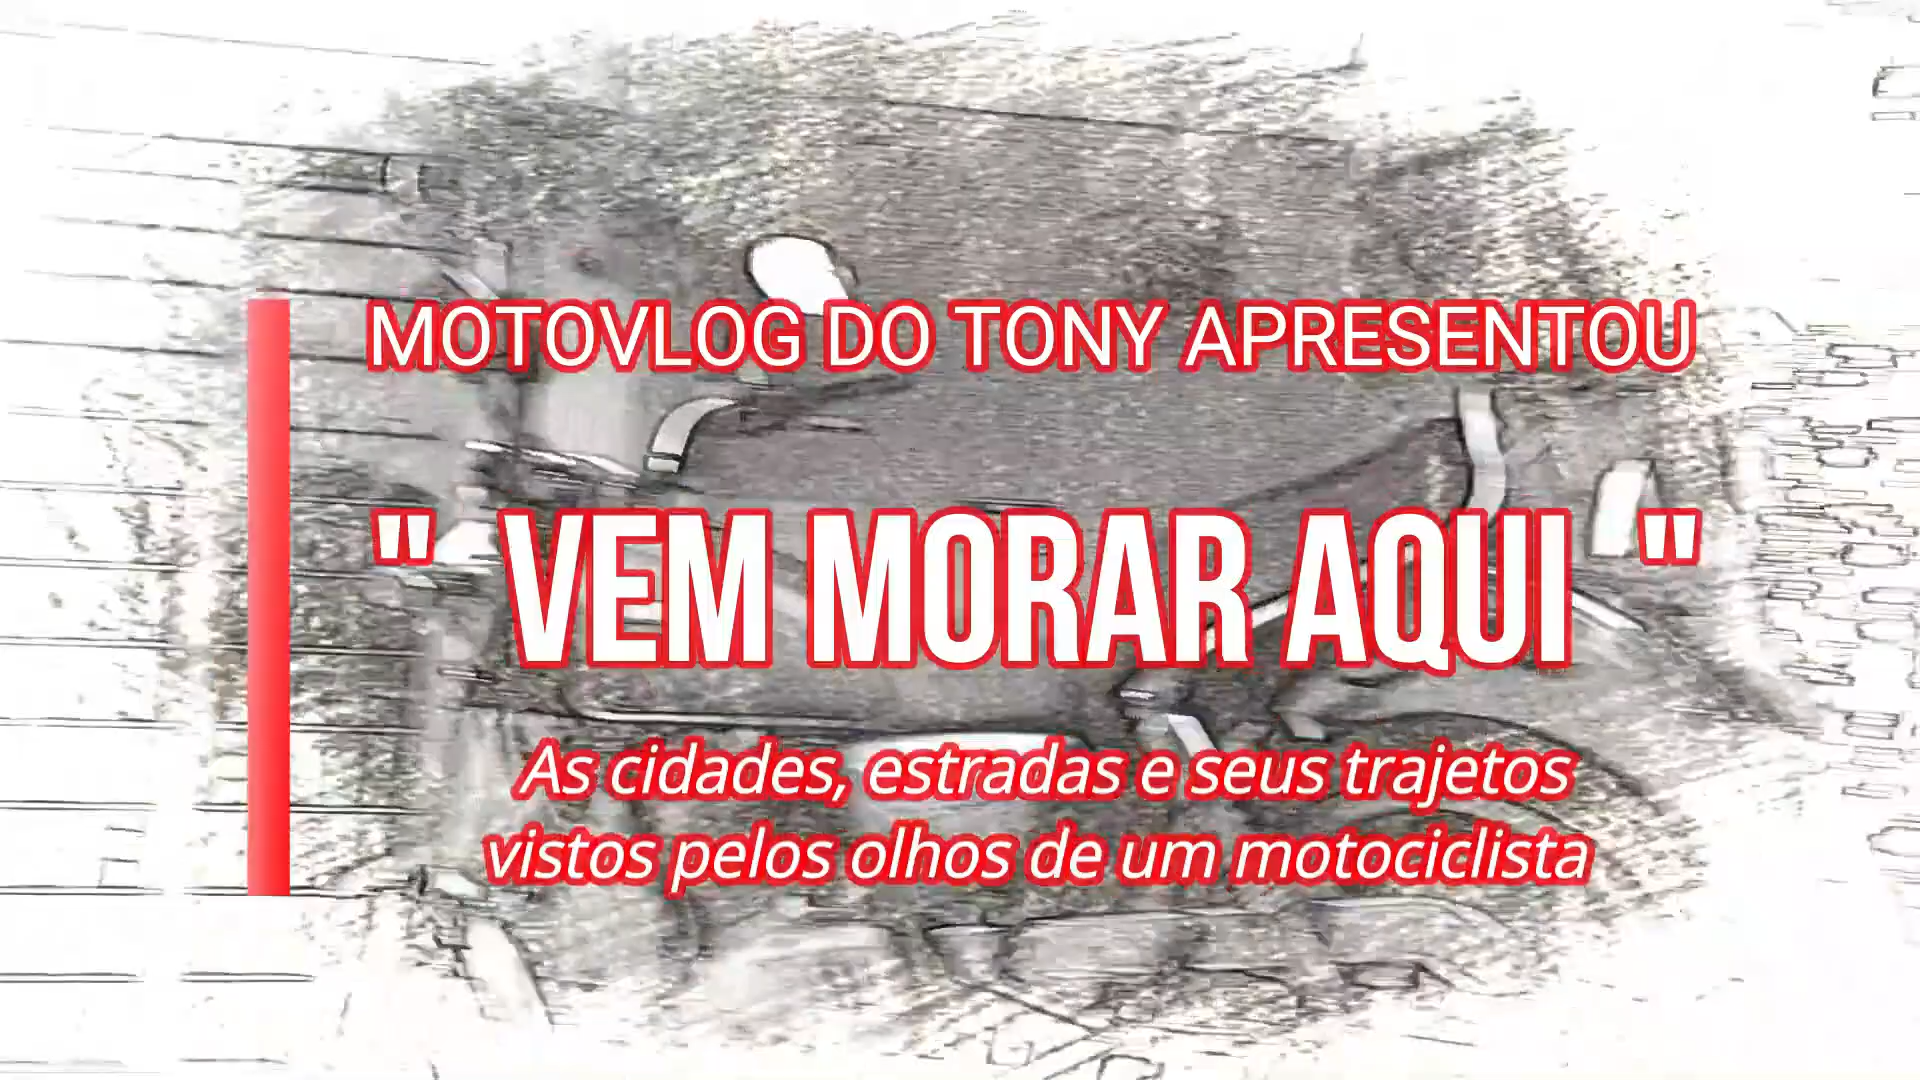 MOTOVLOG DO TONY APRESENTOU
" VEM MORAR AQUI "
As cidades, estradas e seus trajetos
vistos pelos olhos de um motociclista